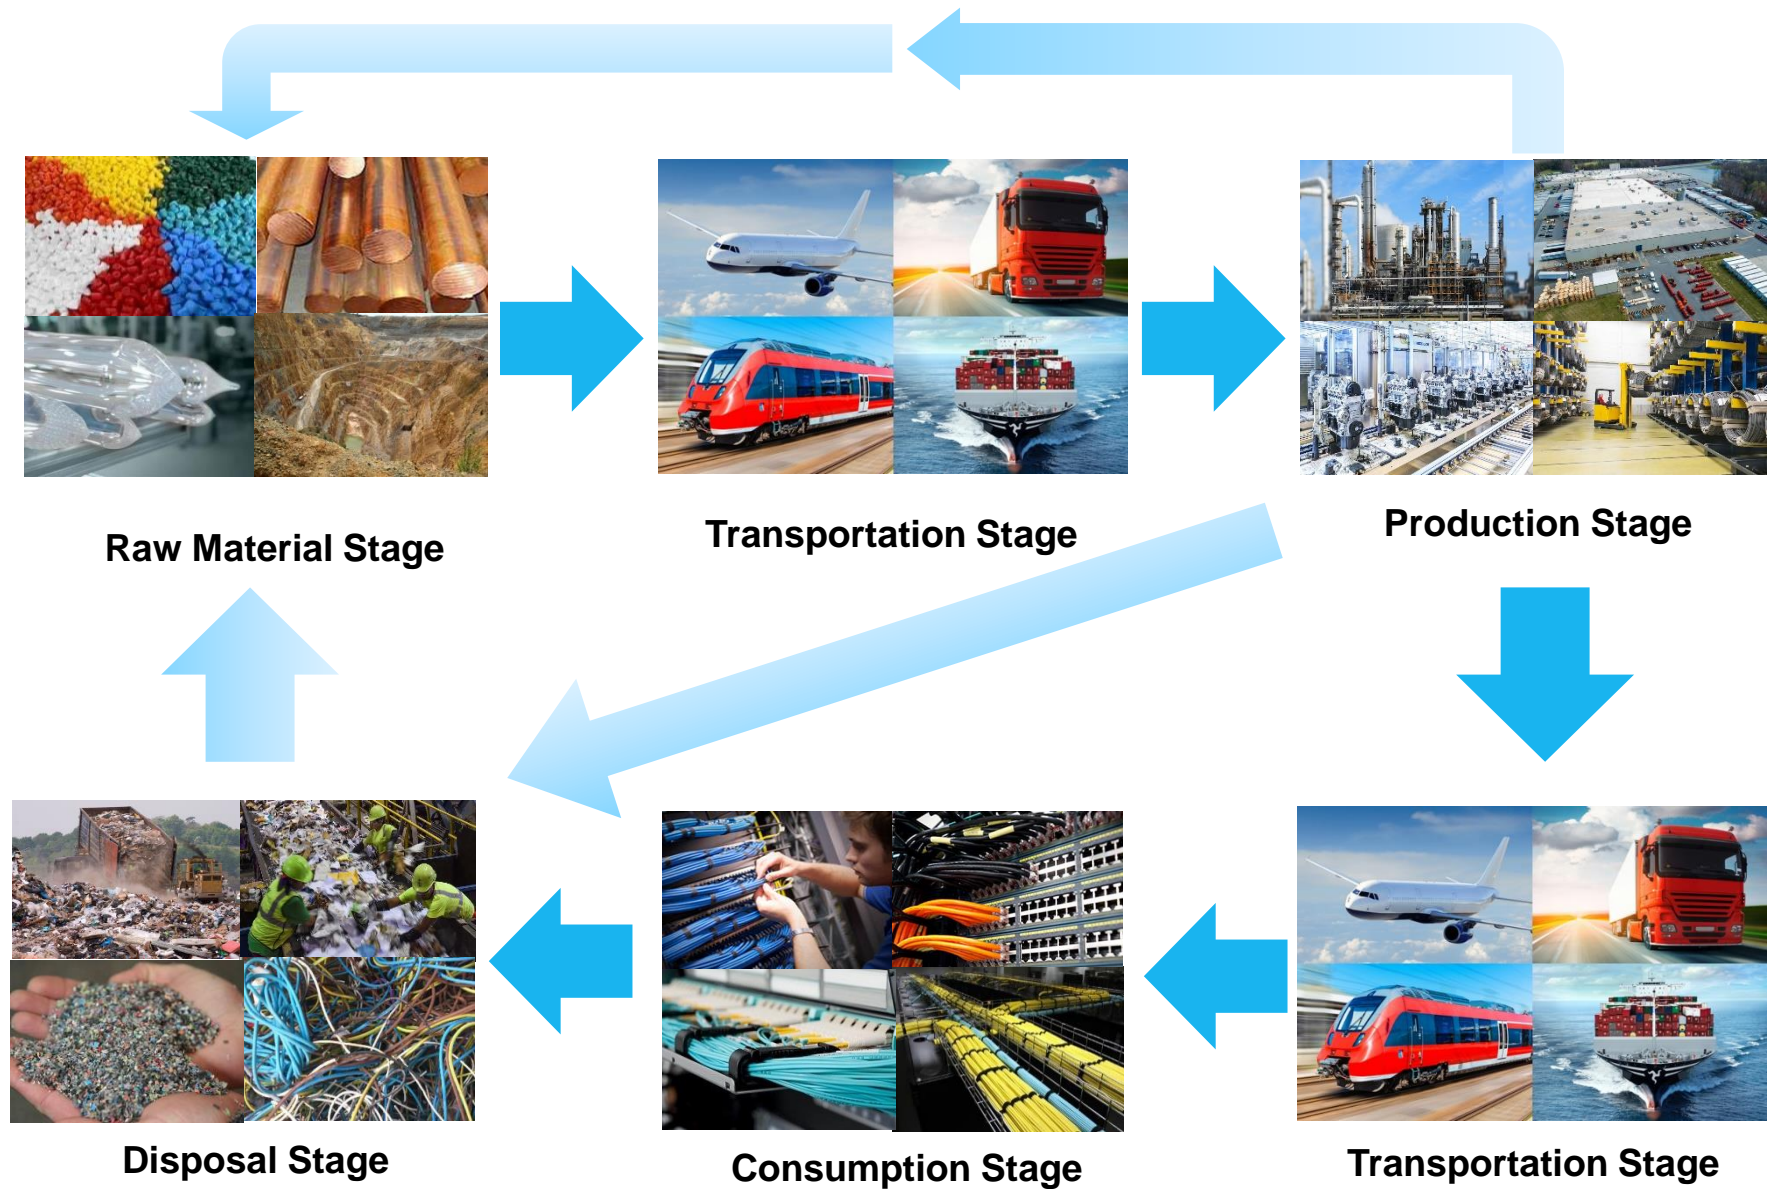 Raw Material Stage
Transportation Stage
Production Stage
Disposal Stage
Consumption Stage
Transportation Stage